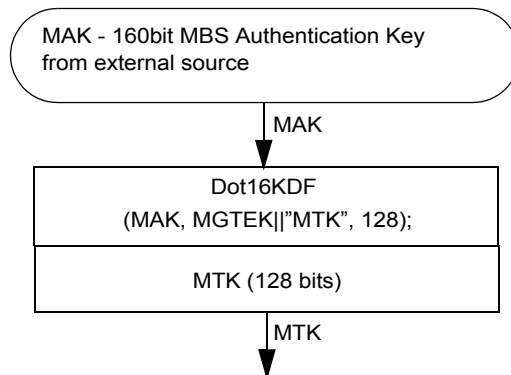 MAK - 160bit MBS Authentication Key
from external source
MAK
Dot16KDF
(MAK, MGTEK||”MTK”, 128);
MTK (128 bits)
MTK